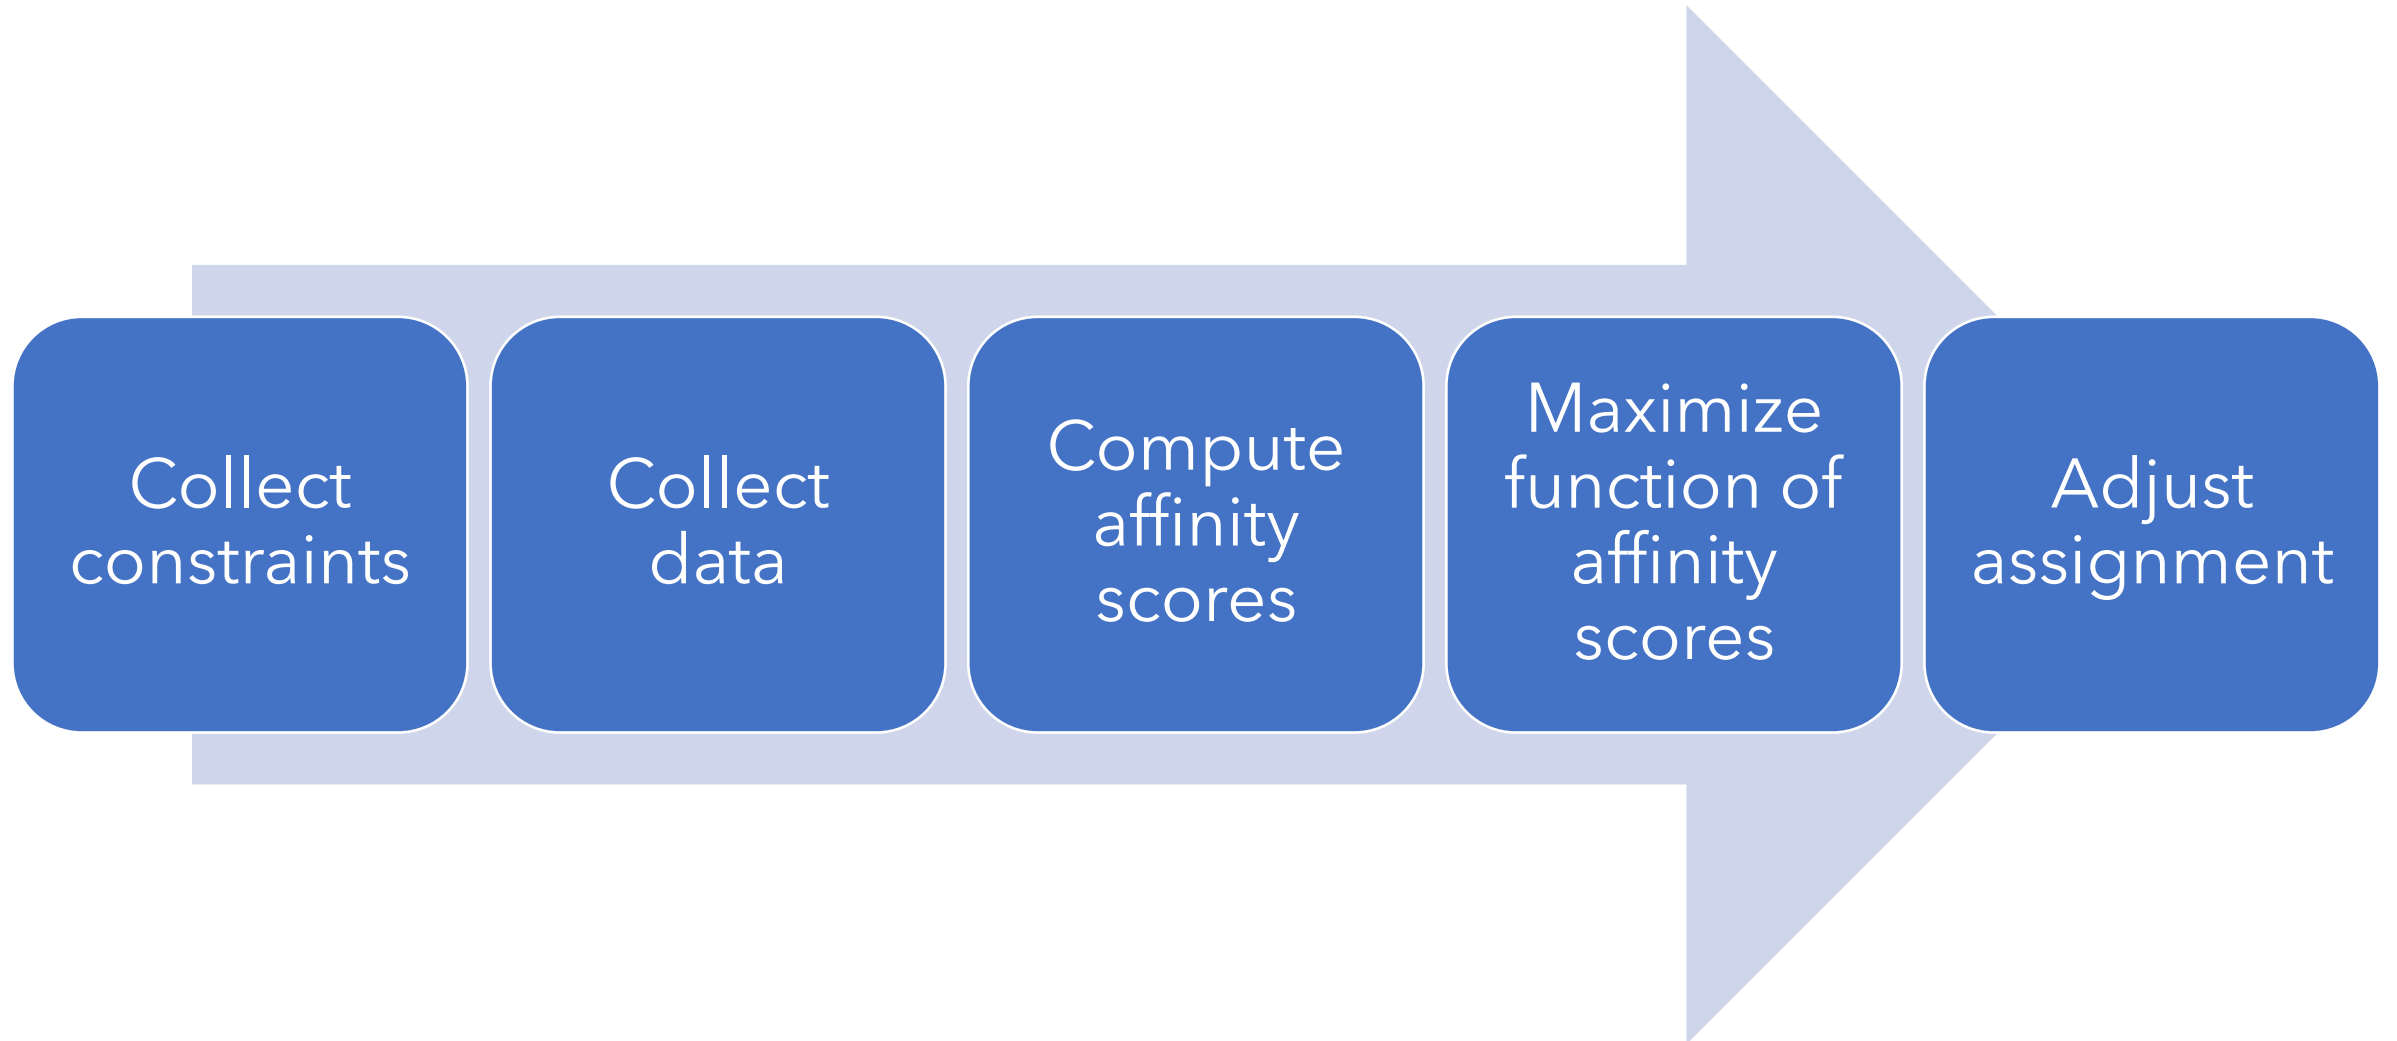 Collect
constraints
Collect
data
Compute
affinity
scores
Maximize
function of
affinity
scores
Adjust
assignment